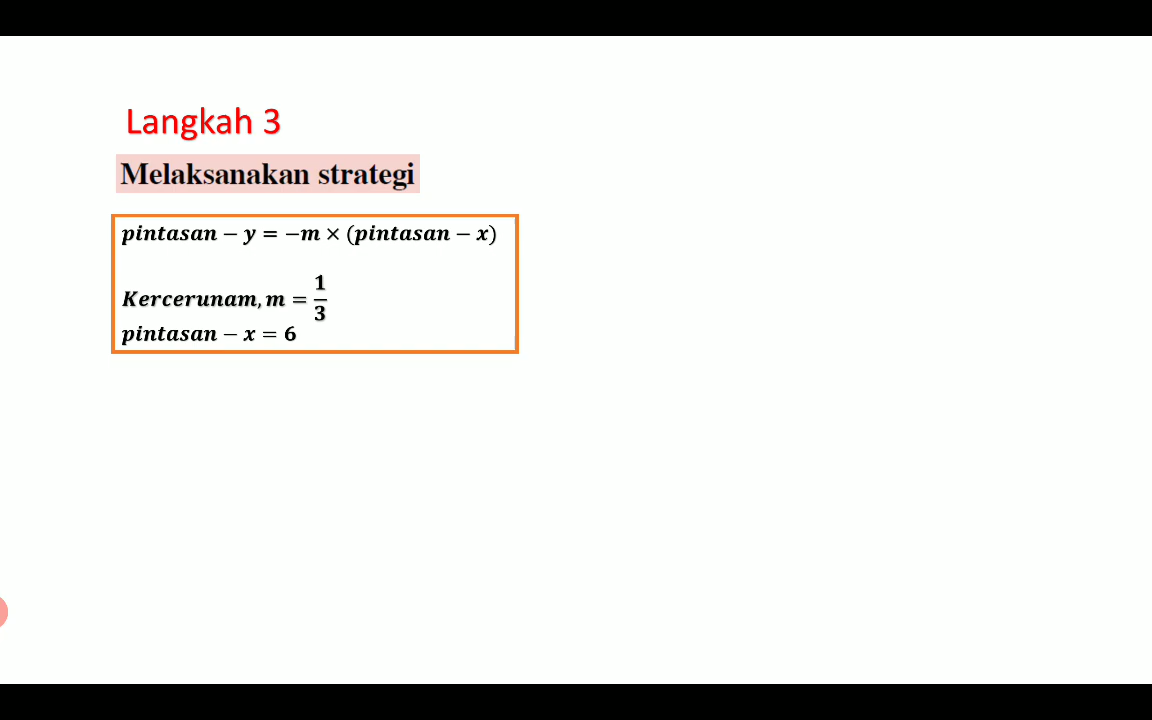 Langkah 3
Melaksanakan strategi
pintasan − y = −m × (pintasan − x)
Kercerunam, m = 1/3
pintasan − x = 6